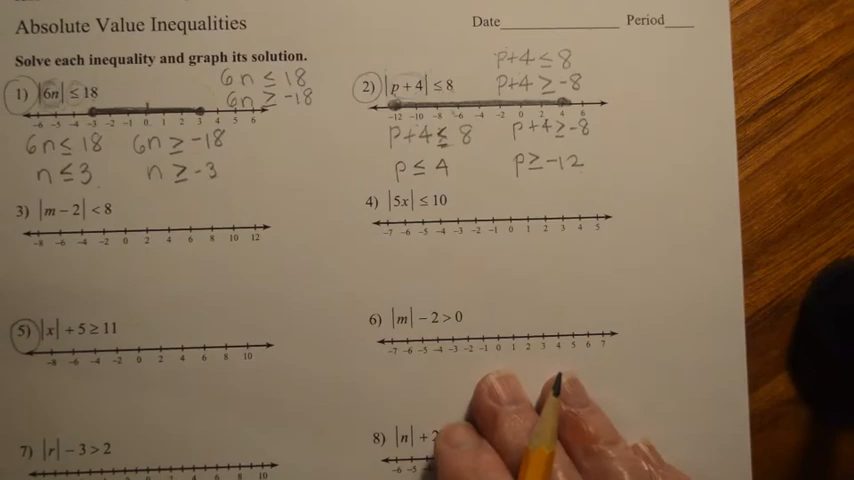 Absolute Value Inequalities
Date____________ Period____
Solve each inequality and graph its solution.
1) |6n| ≤ 18
6n ≤ 18
6n ≥ -18
-6 -5 -4 -3 -2 -1 0 1 2 3 4 5 6
6n ≤ 18 6n ≥ -18
n ≤ 3 n ≥ -3
2) |p + 4| ≤ 8
p+4 ≤ 8
p+4 ≥ -8
-12 -10 -8 -6 -4 -2 0 2 4 6
p+4 ≤ 8 p+4 ≥ -8
p ≤ 4 p ≥ -12
3) |m − 2| < 8
-8 -6 -4 -2 0 2 4 6 8 10 12
4) |5x| ≤ 10
-7 -6 -5 -4 -3 -2 -1 0 1 2 3 4 5
5) |x| + 5 ≥ 11
-8 -6 -4 -2 0 2 4 6 8 10
6) |m| − 2 > 0
-7 -6 -5 -4 -3 -2 -1 0 1 2 3 4 5 6 7
7) |r| − 3 > 2
10
8) |n| + 2
-6 -5